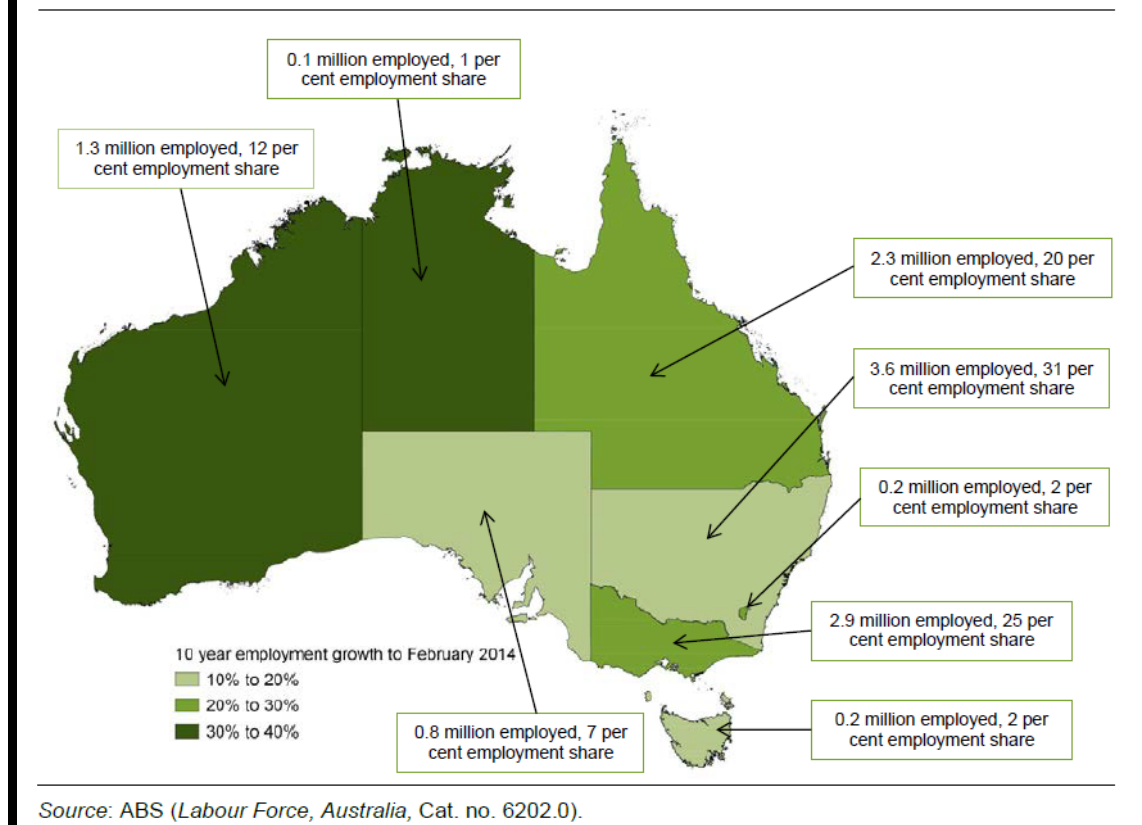 0.1 million employed, 1 per
cent employment share
1.3 million employed, 12 per
cent employment share
2.3 million employed, 20 per
cent employment share
3.6 million employed, 31 per
cent employment share
0.2 million employed, 2 per
cent employment share
2.9 million employed, 25 per
cent employment share
10 year employment growth to February 2014
10% to 20%
20% to 30%
30% to 40%
0.8 million employed, 7 per
cent employment share
0.2 million employed, 2 per
cent employment share
Source: ABS (Labour Force, Australia, Cat. no. 6202.0).